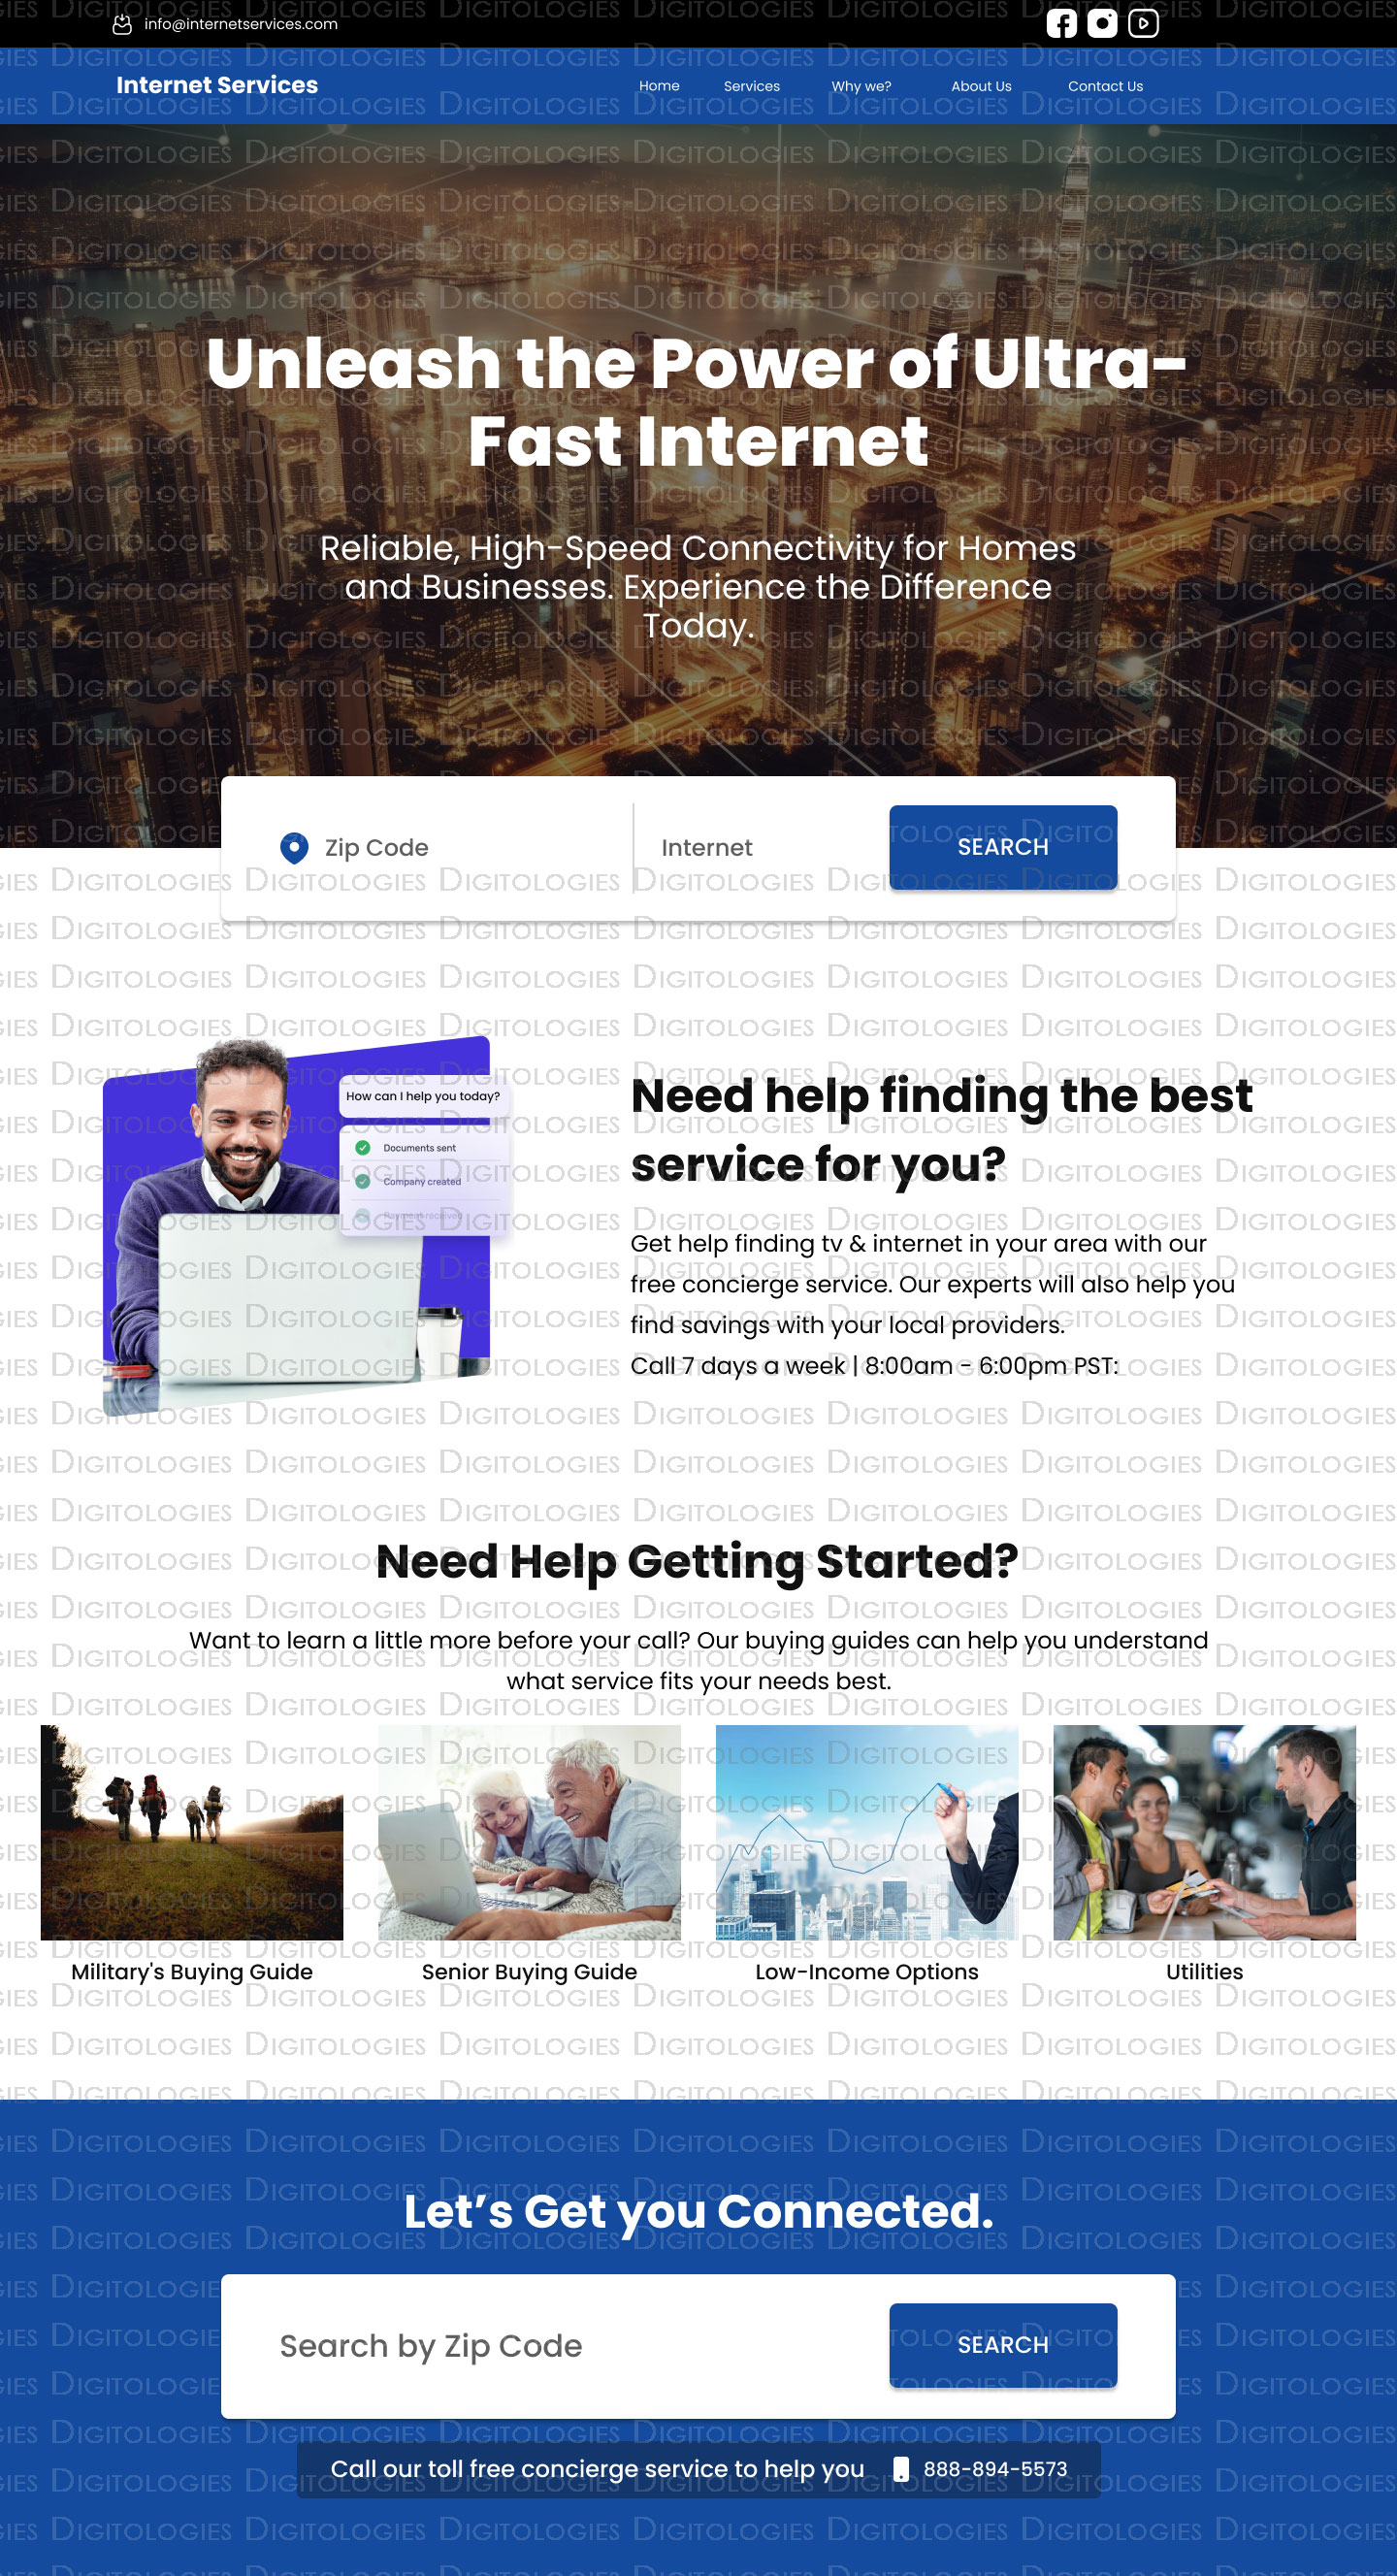 info@internetservices.com
Internet Services
Home Services Why we? About Us Contact Us
Unleash the Power of Ultra-
Fast Internet
Reliable, High-Speed Connectivity for Homes
and Businesses. Experience the Difference
Today.
Zip Code Internet SEARCH
How can I help you today?
Documents sent
Company created
Payment received
Need help finding the best
service for you?
Get help finding tv & internet in your area with our
free concierge service. Our experts will also help you
find savings with your local providers.
Call 7 days a week | 8:00am - 6:00pm PST:
Need Help Getting Started?
Want to learn a little more before your call? Our buying guides can help you understand
what service fits your needs best.
Military's Buying Guide Senior Buying Guide Low-Income Options Utilities
Let’s Get you Connected.
Search by Zip Code SEARCH
Call our toll free concierge service to help you 888-894-5573
DIGITOLOGIES